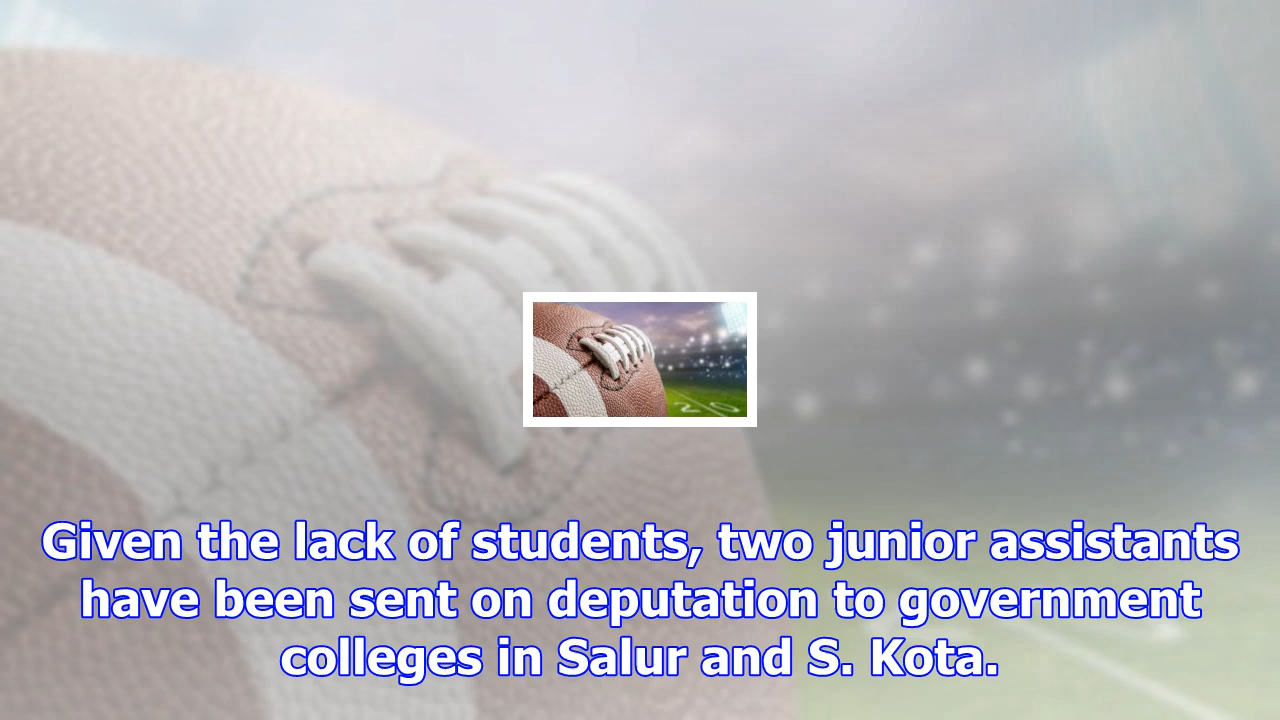 Given the lack of students, two junior assistants
have been sent on deputation to government
colleges in Salur and S. Kota.
20